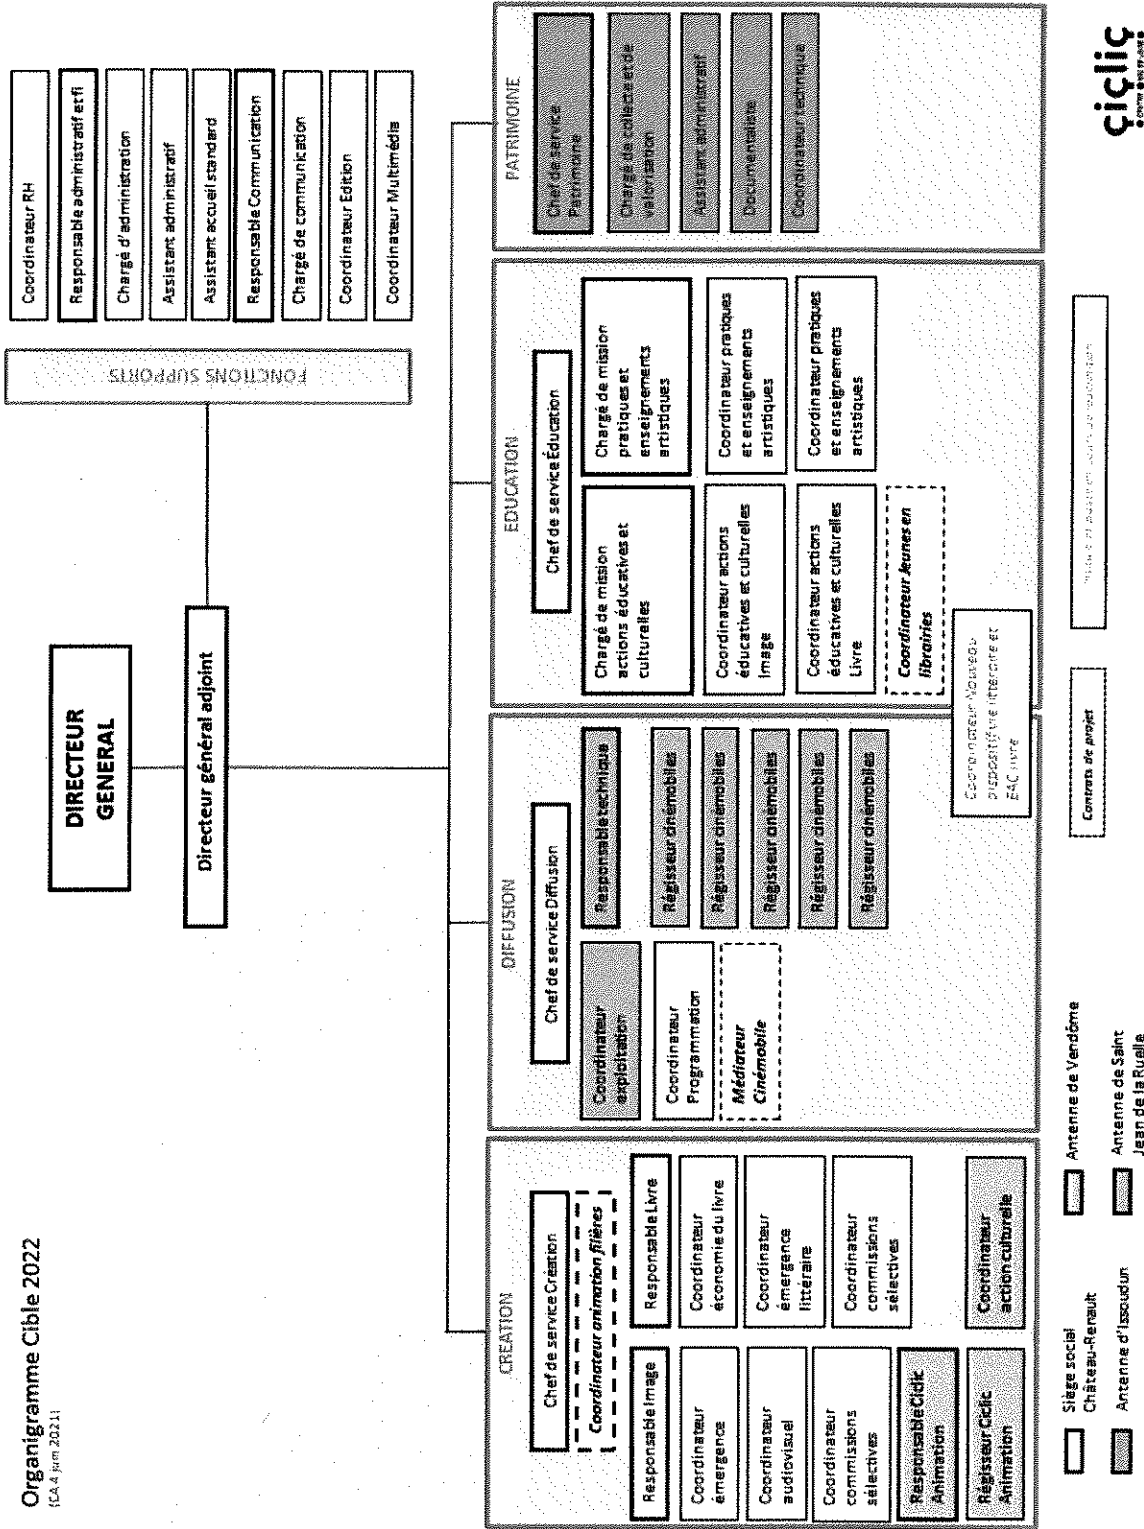 Organigramme Cible 2022
(CA 4 juin 2021)
DIRECTEUR
GENERAL
Directeur général adjoint
FONCTIONS SUPPORTS
Coordinateur RH
Responsable administratif et fi
Chargé d'administration
Assistant administratif
Assistant accueil standard
Responsable Communication
Chargé de communication
Coordinateur Edition
Coordinateur Multimédia
CREATION
Chef de service Création
Coordinateur animation filières
Responsable Image
Coordinateur
émergence
Coordinateur
audiovisuel
Coordinateur
commissions
sélectives
Responsable Ciclic
Animation
Régisseur Ciclic
Animation
Responsable Livre
Coordinateur
économie du livre
Coordinateur
émergence
littéraire
Coordinateur
commissions
sélectives
Coordinateur
action culturelle
DIFFUSION
Chef de service Diffusion
Coordinateur
exploitation
Coordinateur
Programmation
Médiateur
Cinémobile
Responsable technique
Régisseur cinémobiles
Régisseur cinémobiles
Régisseur cinémobiles
Régisseur cinémobiles
Régisseur cinémobiles
EDUCATION
Chef de service Éducation
Chargé de mission
actions éducatives et
culturelles
Coordinateur actions
éducatives et culturelles
Image
Coordinateur actions
éducatives et culturelles
Livre
Coordinateur Jeunes en
librairies
Chargé de mission
pratiques et
enseignements
artistiques
Coordinateur pratiques
et enseignements
artistiques
Coordinateur pratiques
et enseignements
artistiques
Coordinateur Nouveau
dispositif vie littéraire et
EAC livre
PATRIMOINE
Chef de service
Patrimoine
Chargé de collecte et de
valorisation
Assistant administratif
Documentaliste
Coordinateur technique
Siège social
Château-Renault
Antenne de Vendôme
Antenne d'Issoudun
Antenne de Saint
Jean de la Ruelle
Contrats de projet
çiçliç